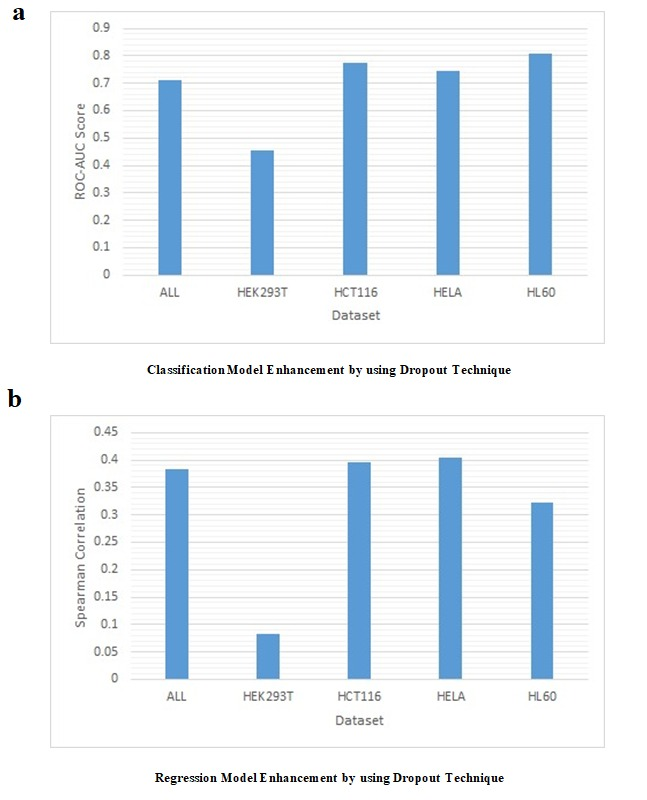 a
0.9
0.8
0.7
0.6
0.5
0.4
0.3
0.2
0.1
0
ROC-AUC Score
ALL HEK293T HCT116 HELA HL60
Dataset
Classification Model Enhancement by using Dropout Technique
b
0.45
0.4
0.35
0.3
0.25
0.2
0.15
0.1
0.05
0
Spearman Correlation
ALL HEK293T HCT116 HELA HL60
Dataset
Regression Model Enhancement by using Dropout Technique